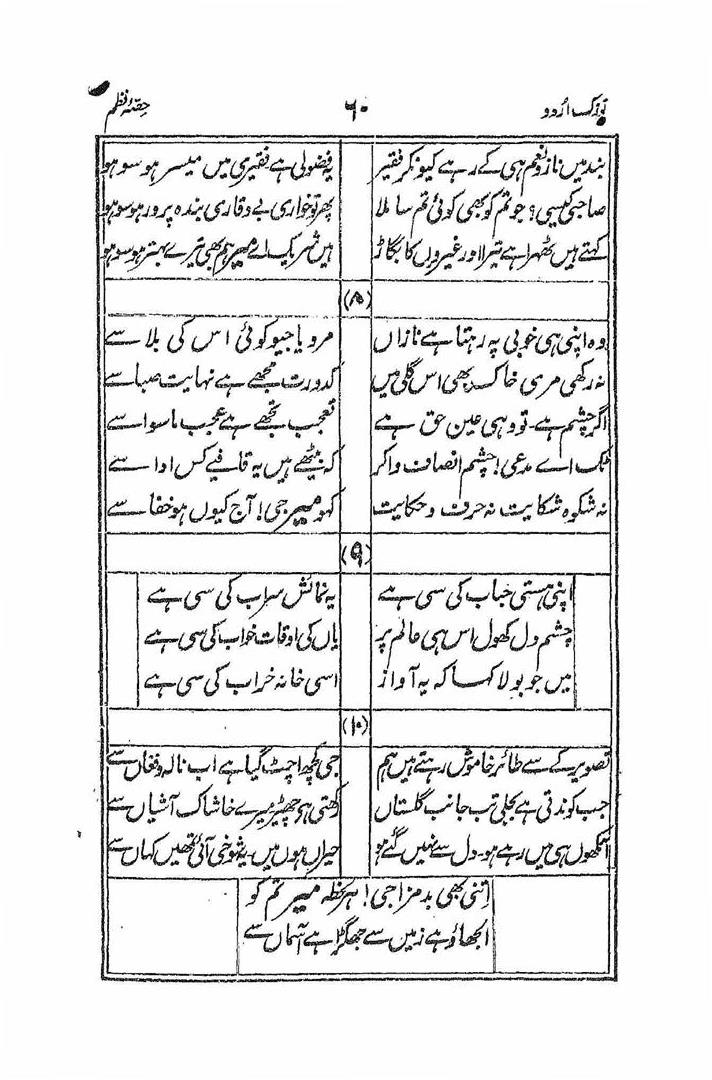 تزک اُردو ۶۰ حصّۂ نظم
بند میں ناز و نعم ہی کے رہے کیونکر فقیر یہ فضولی ہے فقیری میں میسر ہو سو ہو
صاحبی کیسی؟ جو تم کو بھی کوئی تم سا ملا پھر تو خواری بے وقاری بندہ پرور ہو سو ہو
کہتے ہیں ٹھہرا ہے تیرا اور غیروں کا بگاڑ ہیں شریک اے میر ہم بھی تیرے بہتر ہو سو ہو
(۸)
وہ اپنی ہی خوبی پہ رہتا ہے نازاں مرو یا جیو کوئی اس کی بلا سے
نہ رکھی مری خاک بھی اس گلی میں کدورت مجھے ہے نہایت صبا سے
اگر چشم ہے۔ تو وہی عین حق ہے تعجب تجھے ہے عجب ماسوا سے
ٹک اے مدعی! چشم انصاف وا کر کہ بیٹھے ہیں یہ قافیے کس ادا سے
نہ شکوہ شکایت نہ حرف و حکایت کہو میر جی! آج کیوں ہو خفا سے
(۹)
اپنی ہستی حباب کی سی ہے یہ نمائش سراب کی سی ہے
چشم دل کھول اس ہی عالم پر یاں کی اوقات خواب کی سی ہے
میں جو بولا کہا کہ یہ آواز اسی خانہ خراب کی سی ہے
(۱۰)
تصویر کے سے طائر خاموش رہتے ہیں ہم جی کچھ اچٹ گیا ہے اب نالہ و فغاں سے
جب کوندتی ہے بجلی تب جانب گلستاں رکھتی ہی چھیڑ میرے خاشاک آشیاں سے
آنکھوں ہی میں رہے ہو۔ دل سے نہیں گئے ہو حیراں ہوں میں۔ یہ شوخی آئی تمھیں کہاں سے
اتنی بھی بد مزاجی! ہر لحظہ میر تم کو
الجھاؤ ہے زمین سے جھگڑا ہے آسماں سے